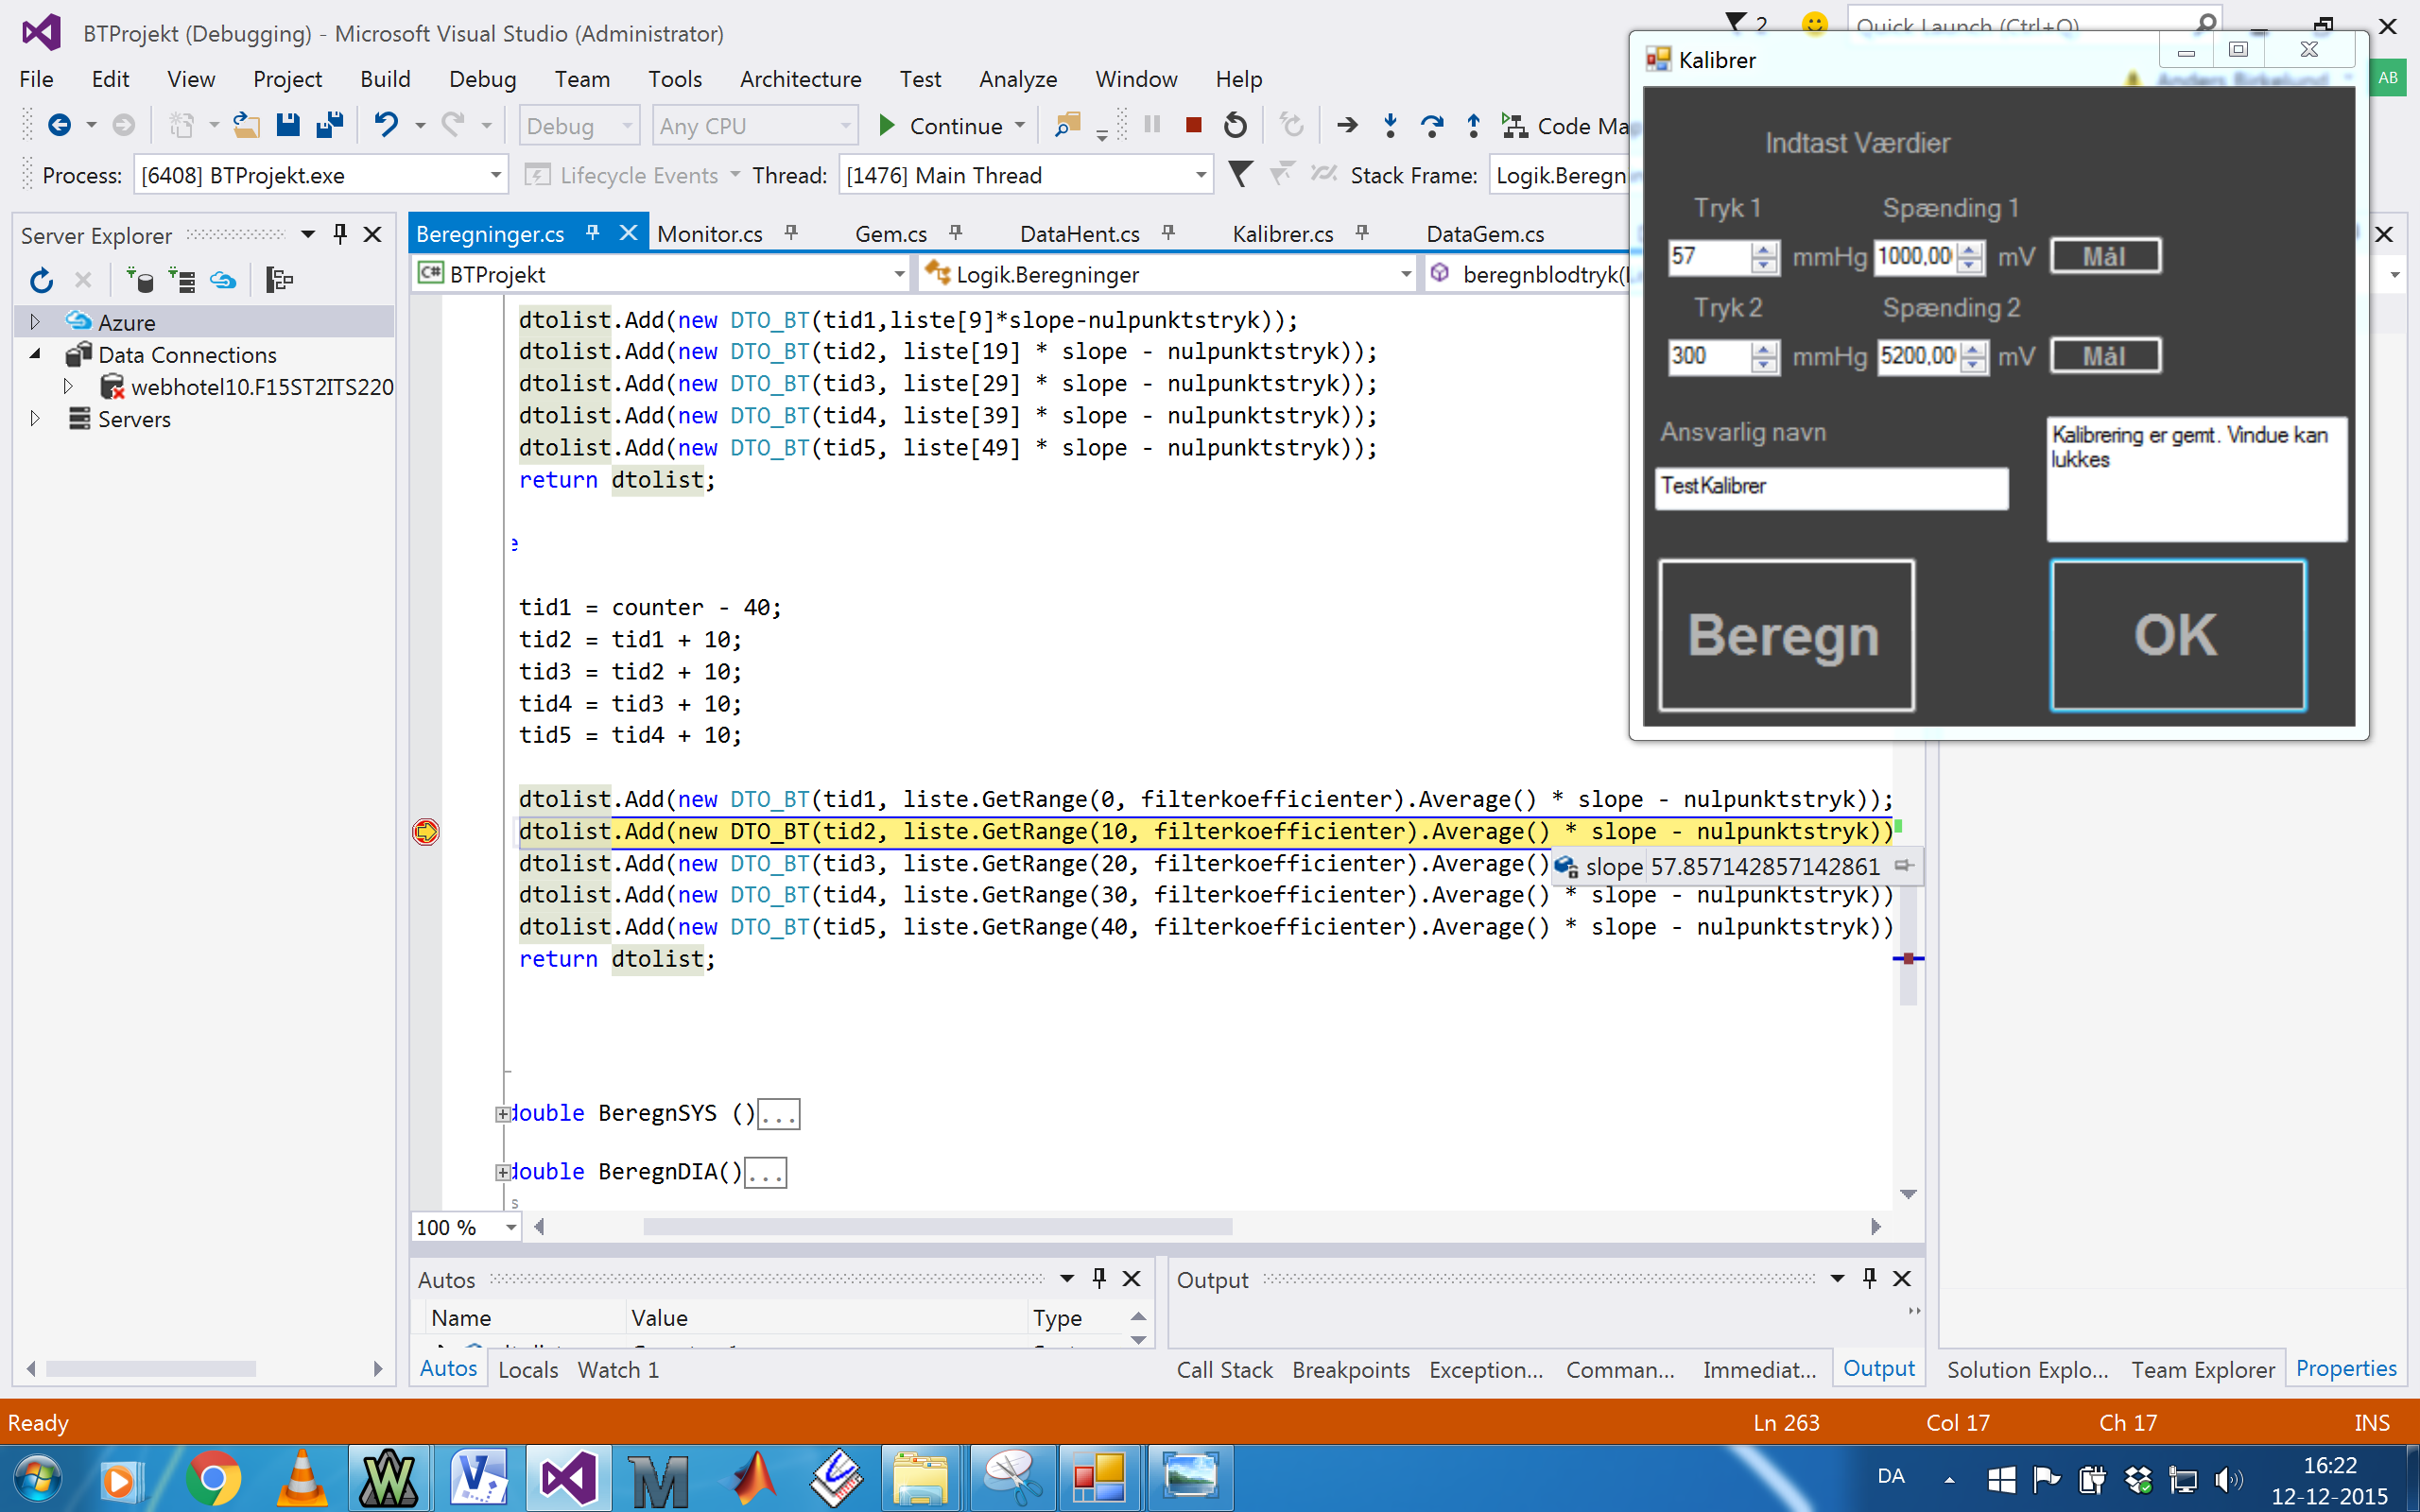 BTProjekt (Debugging) - Microsoft Visual Studio (Administrator)
2
Quick Launch (Ctrl+Q)
File Edit View Project Build Debug Team Tools Architecture Test Analyze Window Help
Anders Birkelund
AB
Debug
Any CPU
Continue
Code Ma
Process: [6408] BTProjekt.exe
Lifecycle Events
Thread: [1476] Main Thread
Stack Frame: Logik.Beregn
Server Explorer
Azure
Data Connections
webhotel10.F15ST2ITS220
Servers
Beregninger.cs
Monitor.cs
Gem.cs
DataHent.cs
Kalibrer.cs
DataGem.cs
C# BTProjekt
Logik.Beregninger
beregnblodtryk(
dtolist.Add(new DTO_BT(tid1,liste[9]*slope-nulpunktstryk));
dtolist.Add(new DTO_BT(tid2, liste[19] * slope - nulpunktstryk));
dtolist.Add(new DTO_BT(tid3, liste[29] * slope - nulpunktstryk));
dtolist.Add(new DTO_BT(tid4, liste[39] * slope - nulpunktstryk));
dtolist.Add(new DTO_BT(tid5, liste[49] * slope - nulpunktstryk));
return dtolist;
e
tid1 = counter - 40;
tid2 = tid1 + 10;
tid3 = tid2 + 10;
tid4 = tid3 + 10;
tid5 = tid4 + 10;
dtolist.Add(new DTO_BT(tid1, liste.GetRange(0, filterkoefficienter).Average() * slope - nulpunktstryk));
dtolist.Add(new DTO_BT(tid2, liste.GetRange(10, filterkoefficienter).Average() * slope - nulpunktstryk))
dtolist.Add(new DTO_BT(tid3, liste.GetRange(20, filterkoefficienter).Average()
slope 57.857142857142861
dtolist.Add(new DTO_BT(tid4, liste.GetRange(30, filterkoefficienter).Average() * slope - nulpunktstryk))
dtolist.Add(new DTO_BT(tid5, liste.GetRange(40, filterkoefficienter).Average() * slope - nulpunktstryk))
return dtolist;
double BeregnSYS ()...
double BeregnDIA()...
s
100 %
Kalibrer
Indtast Værdier
Tryk 1 Spænding 1
57 mmHg 1000,00 mV Mål
Tryk 2 Spænding 2
300 mmHg 5200,00 mV Mål
Ansvarlig navn
TestKalibrer
Kalibrering er gemt. Vindue kan
lukkes
Beregn
OK
Autos
Name Value Type
Autos Locals Watch 1
Output
Call Stack Breakpoints Exception... Comman... Immediat... Output
Solution Explo... Team Explorer Properties
Ready
Ln 263 Col 17 Ch 17 INS
DA
16:22
12-12-2015